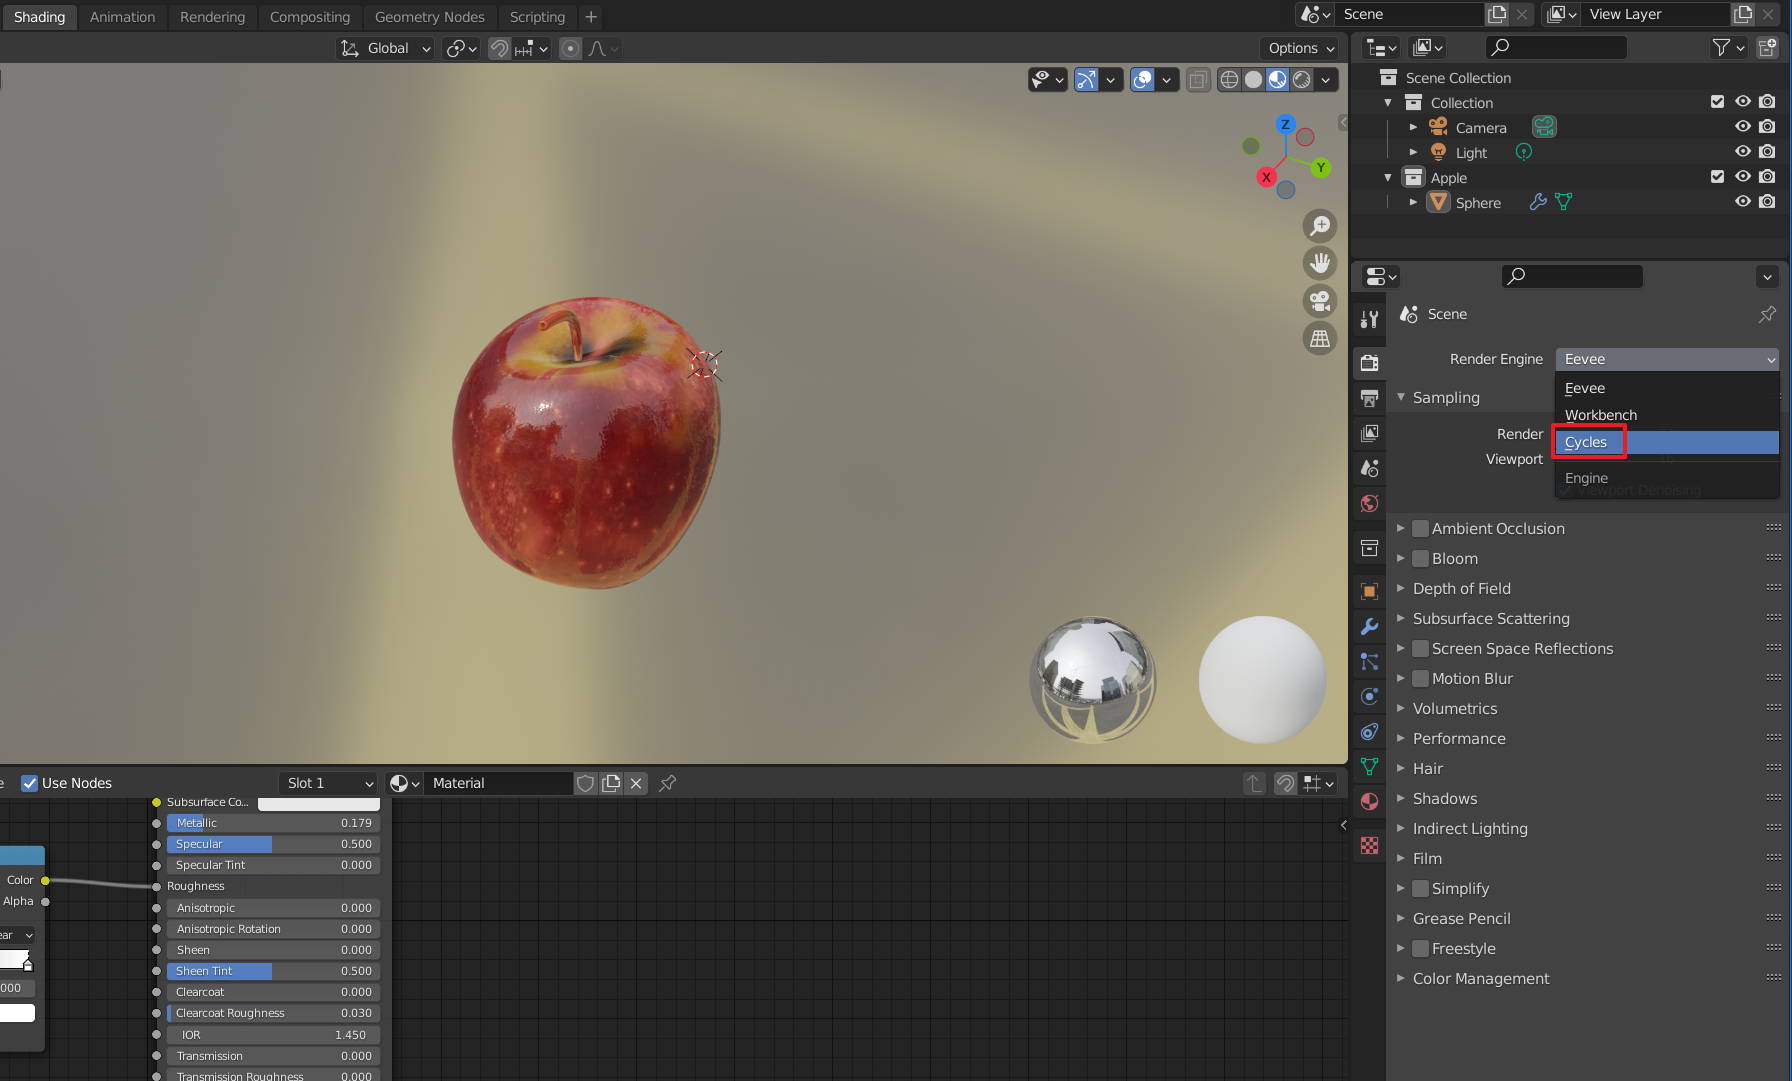 Shading
Animation
Rendering
Compositing
Geometry Nodes
Scripting
+
Scene
View Layer
Global
Options
Z
Y
X
Scene Collection
Collection
Camera
Light
Apple
Sphere
Scene
Render Engine
Eevee
Eevee
Workbench
Cycles
Engine
Sampling
Render
Viewport
Viewport Denoising
Ambient Occlusion
Bloom
Depth of Field
Subsurface Scattering
Screen Space Reflections
Motion Blur
Volumetrics
Performance
Hair
Shadows
Indirect Lighting
Film
Simplify
Grease Pencil
Freestyle
Color Management
Use Nodes
Slot 1
Material
Color
Alpha
ear
000
Subsurface Co...
Metallic 0.179
Specular 0.500
Specular Tint 0.000
Roughness
Anisotropic 0.000
Anisotropic Rotation 0.000
Sheen 0.000
Sheen Tint 0.500
Clearcoat 0.000
Clearcoat Roughness 0.030
IOR 1.450
Transmission 0.000
Transmission Roughness 0.000